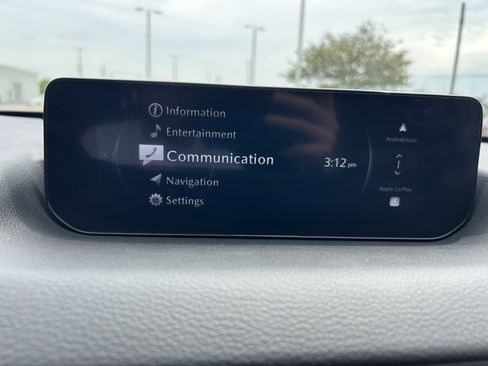 Information
Entertainment
Communication
Navigation
Settings
3:12 pm
Android Auto
Apple CarPlay